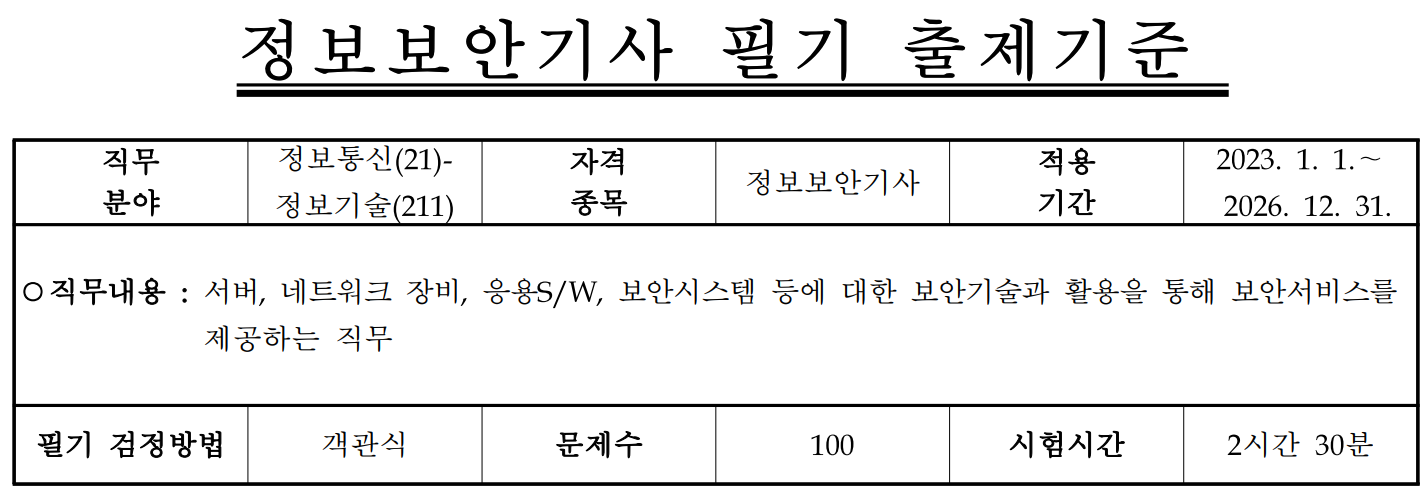 정보보안기사 필기 출제기준
직무 분야 정보통신(21)-정보기술(211) 자격 종목 정보보안기사 적용 기간 2023. 1. 1.~ 2026. 12. 31.
○직무내용 : 서버, 네트워크 장비, 응용S/W, 보안시스템 등에 대한 보안기술과 활용을 통해 보안서비스를
제공하는 직무
필기 검정방법 객관식 문제수 100 시험시간 2시간 30분